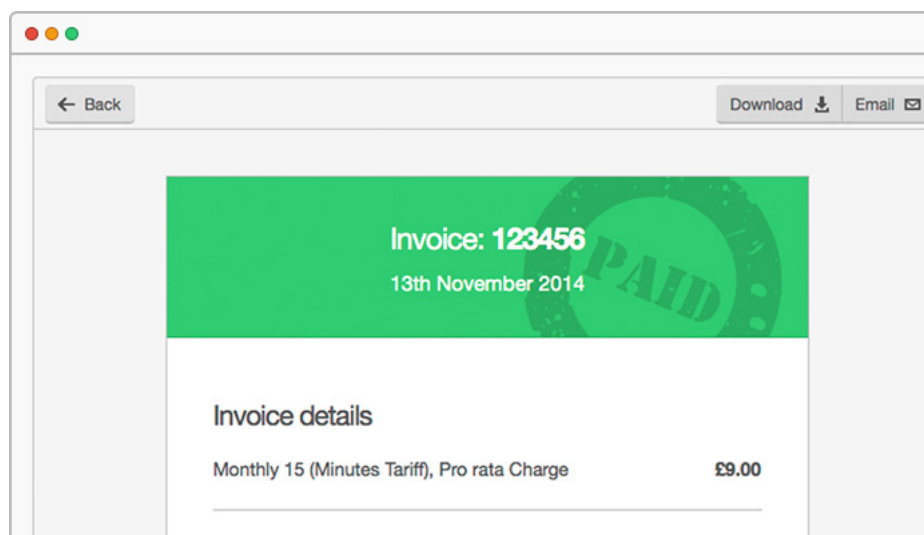 Back
Download
Email
Invoice: 123456
13th November 2014
PAID
Invoice details
Monthly 15 (Minutes Tariff), Pro rata Charge £9.00